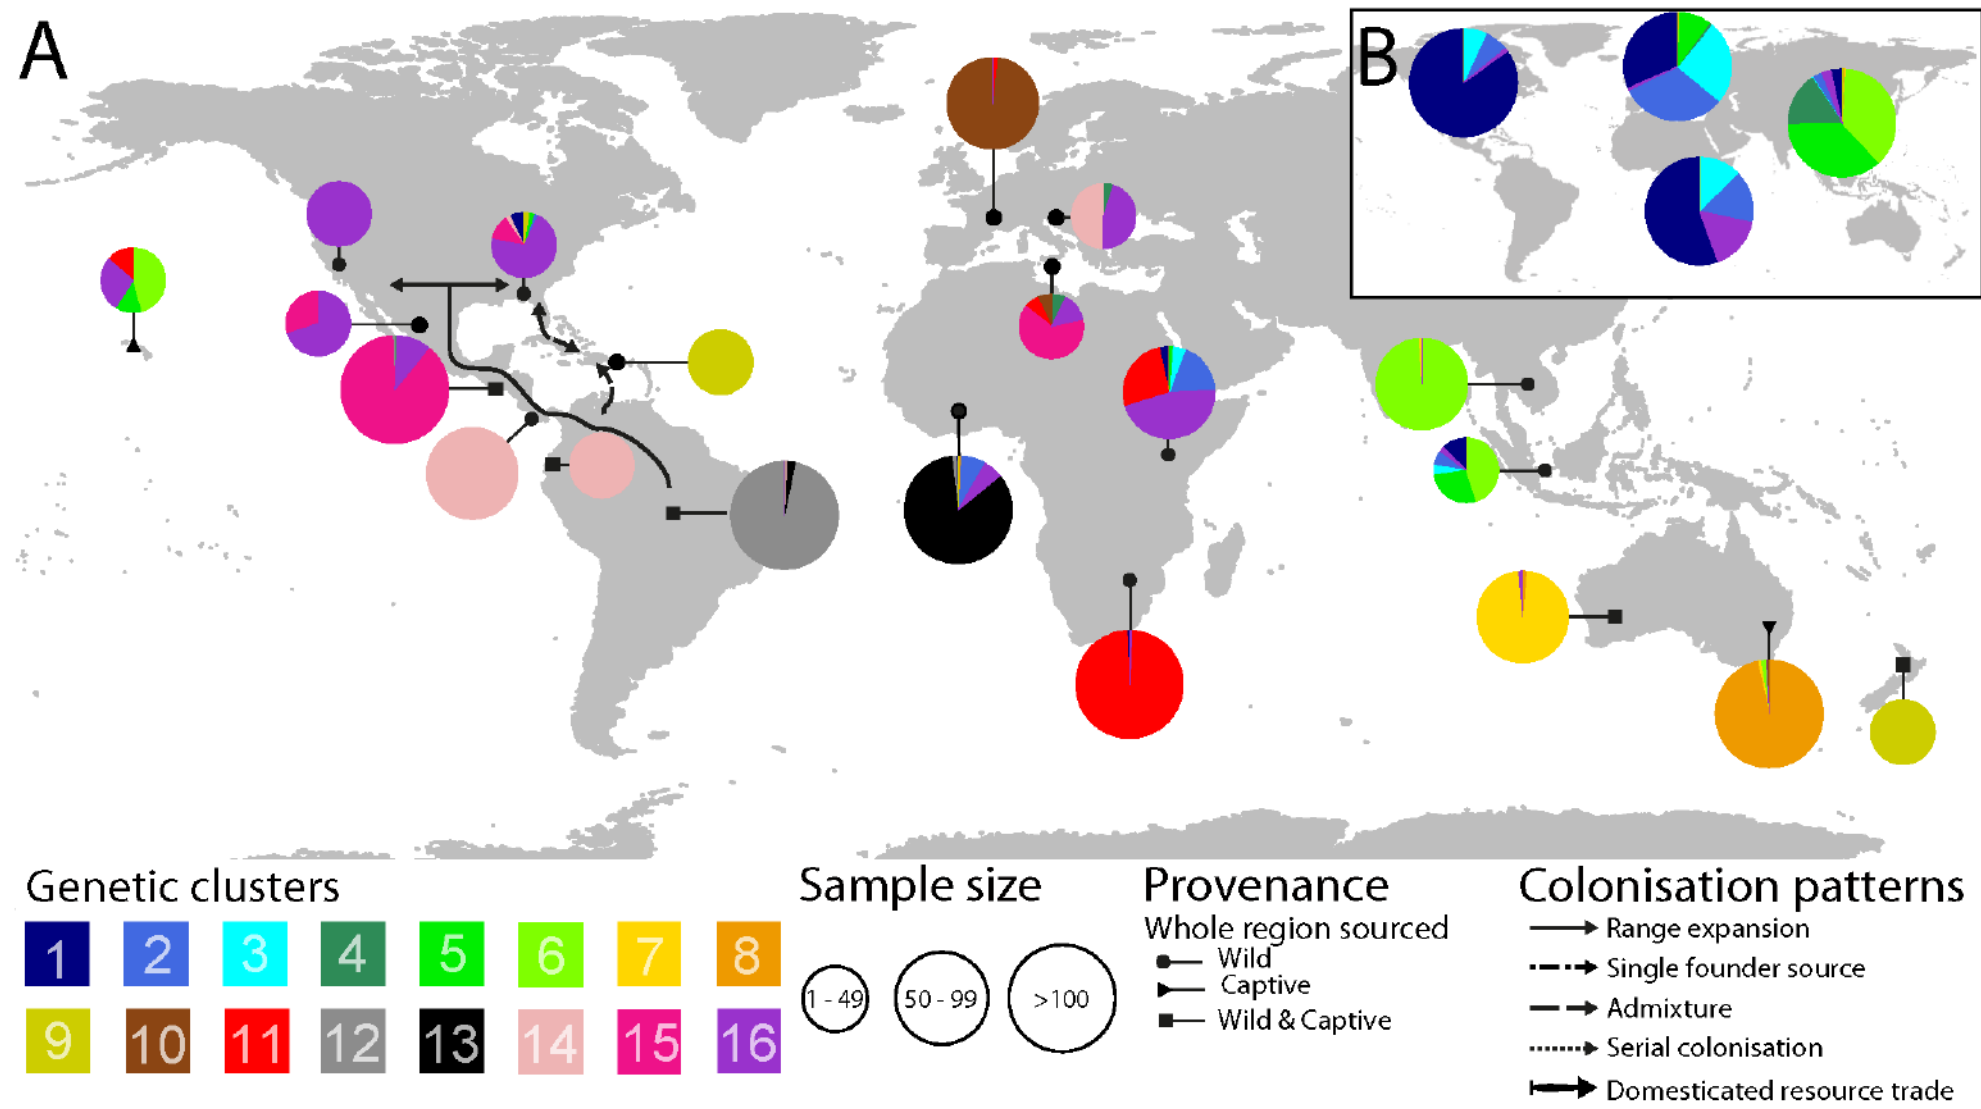 A
B
Genetic clusters
1 2 3 4 5 6 7 8
9 10 11 12 13 14 15 16
Sample size
1 - 49 50 - 99 >100
Provenance
Whole region sourced
Wild
Captive
Wild & Captive
Colonisation patterns
Range expansion
Single founder source
Admixture
Serial colonisation
Domesticated resource trade